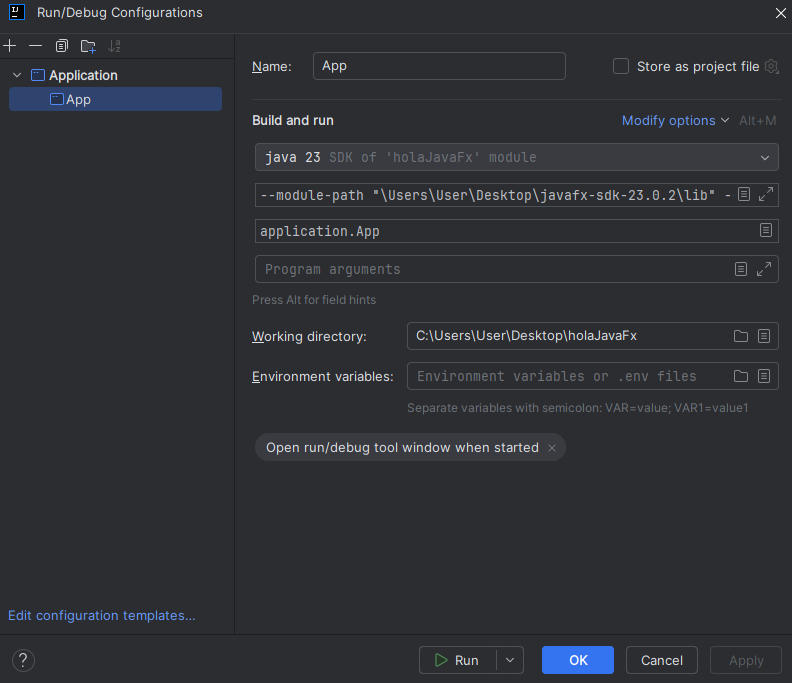 IJ Run/Debug Configurations
Application
App
Edit configuration templates...
Name: App Store as project file
Build and run Modify options Alt+M
java 23 SDK of 'holaJavaFx' module
--module-path "\Users\User\Desktop\javafx-sdk-23.0.2\lib" -
application.App
Program arguments
Press Alt for field hints
Working directory: C:\Users\User\Desktop\holaJavaFx
Environment variables: Environment variables or .env files
Separate variables with semicolon: VAR=value; VAR1=value1
Open run/debug tool window when started
? Run OK Cancel Apply